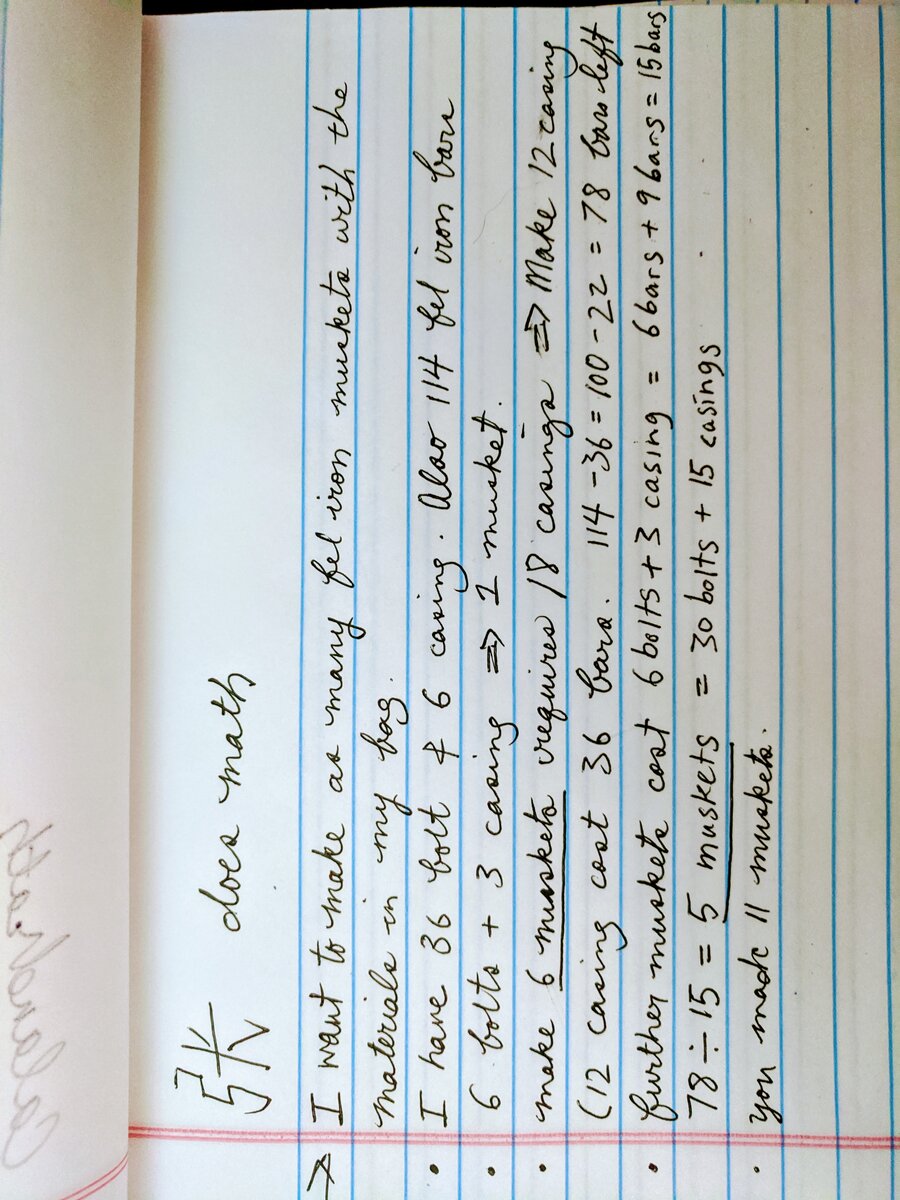 张 does math
→ I want to make as many fel iron muskets with the
materials in my bag.
• I have 36 bolt & 6 casing. Also 114 fel iron bars
• 6 bolts + 3 casing ⇒ 1 musket.
• make 6 muskets requires 18 casings ⇒ Make 12 casing
(12 casing cost 36 bars. 114 - 36 = 100 - 22 = 78 bars left
• further muskets cost 6 bolts + 3 casing = 6 bars + 9 bars = 15 bars
78 ÷ 15 = 5 muskets = 30 bolts + 15 casings
• you made 11 muskets.